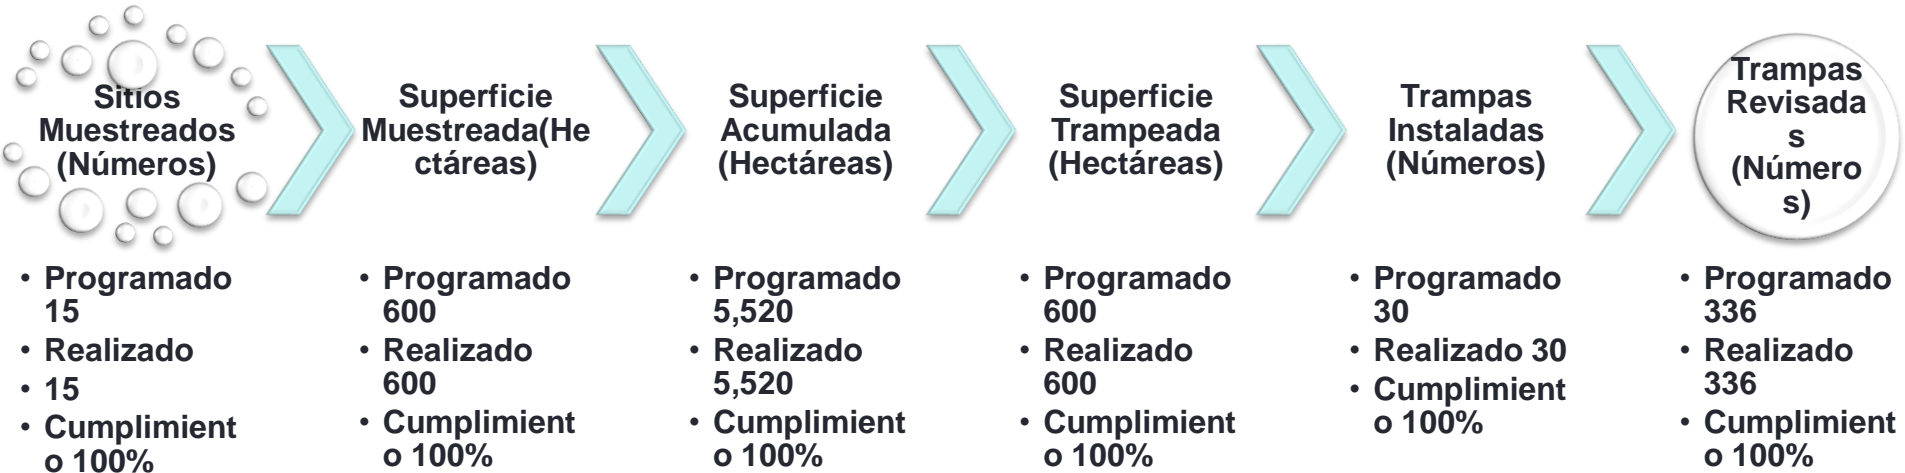 Sitios
Muestreados
(Números)
Superficie
Muestreada(He
ctáreas)
Superficie
Acumulada
(Hectáreas)
Superficie
Trampeada
(Hectáreas)
Trampas
Instaladas
(Números)
Trampas
Revisada
s
(Número
s)
• Programado
15
• Realizado
• 15
• Cumplimient
o 100%
• Programado
600
• Realizado
600
• Cumplimient
o 100%
• Programado
5,520
• Realizado
5,520
• Cumplimient
o 100%
• Programado
600
• Realizado
600
• Cumplimient
o 100%
• Programado
30
• Realizado 30
• Cumplimient
o 100%
• Programado
336
• Realizado
336
• Cumplimient
o 100%